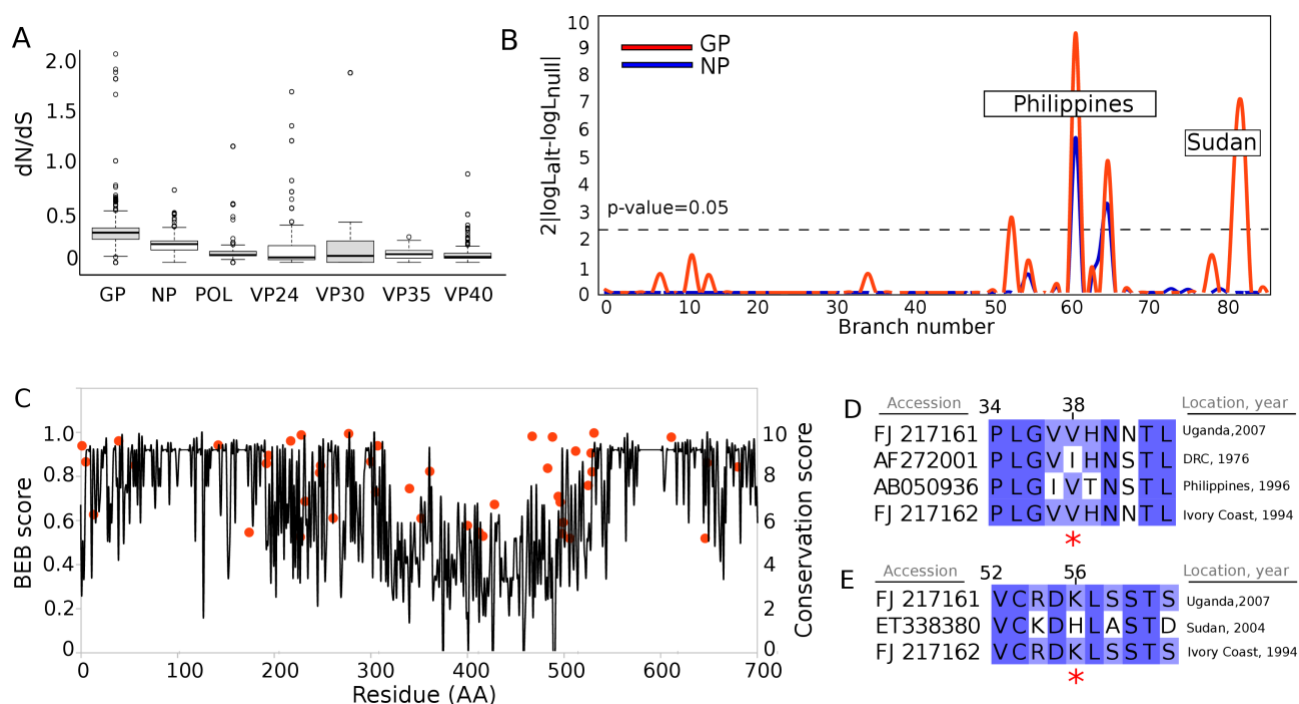 A
dN/dS
2.0
1.5
1.0
0.5
0
GP NP POL VP24 VP30 VP35 VP40
B
2|logLalt-logLnull|
10
9
8
7
6
5
4
3
2
1
0
GP
NP
Philippines
Sudan
p-value=0.05
0 10 20 30 40 50 60 70 80
Branch number
C
BEB score
1.0
0.8
0.6
0.4
0.2
0
Conservation score
10
8
6
4
2
0
0 100 200 300 400 500 600 700
Residue (AA)
D
Accession 34 38 Location, year
FJ 217161 P L G V V H N N T L Uganda,2007
AF272001 P L G V I H N S T L DRC, 1976
AB050936 P L G I V T N S T L Philippines, 1996
FJ 217162 P L G V V H N N T L Ivory Coast, 1994
*
E
Accession 52 56 Location, year
FJ 217161 V C R D K L S S T S Uganda,2007
ET338380 V C K D H L A S T D Sudan, 2004
FJ 217162 V C R D K L S S T S Ivory Coast, 1994
*